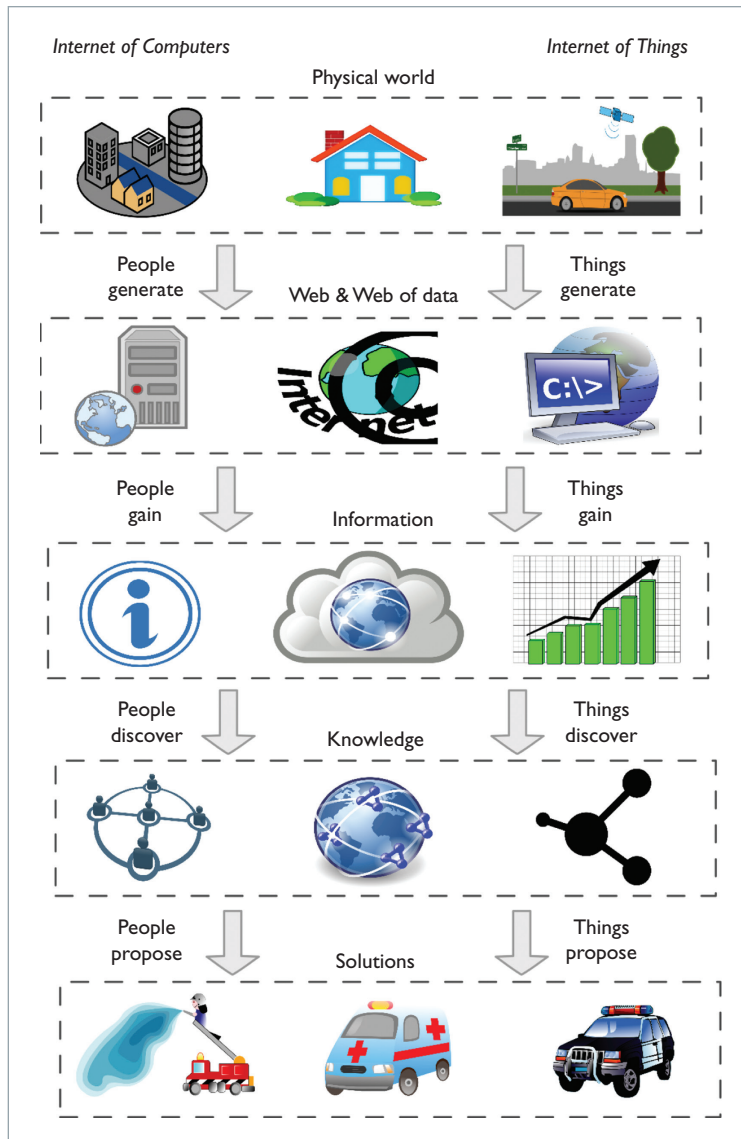 Internet of Computers
Internet of Things
Physical world
People
generate
Things
generate
Web & Web of data
Internet
C:\>
People
gain
Things
gain
Information
i
People
discover
Things
discover
Knowledge
People
propose
Things
propose
Solutions